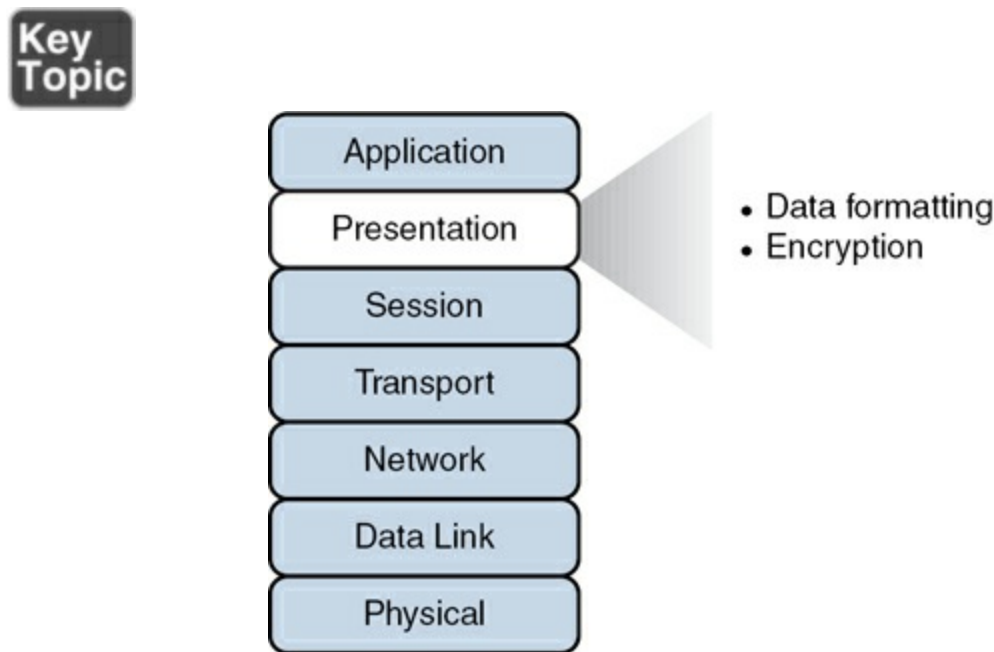 Key
Topic
Application
Presentation
• Data formatting
• Encryption
Session
Transport
Network
Data Link
Physical